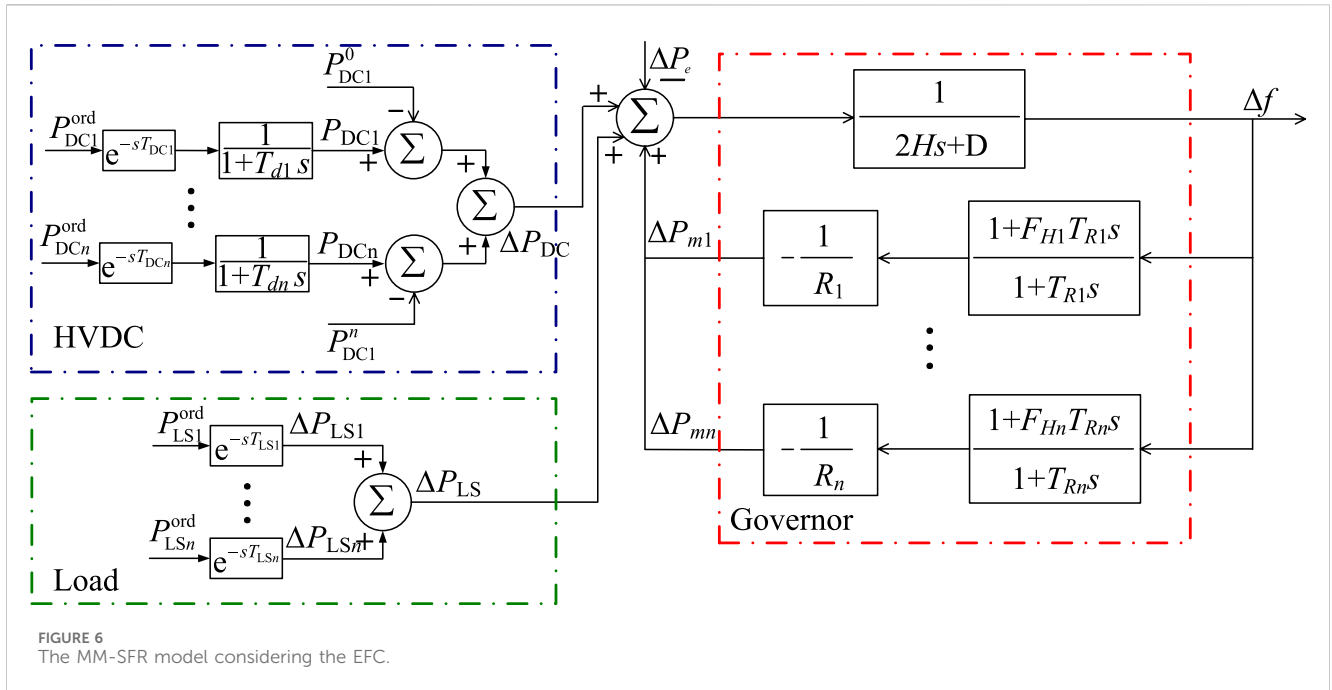 P⁰_DC1
P^ord_DC1
e^-sT_DC1
1
1+T_d1 s
P_DC1
−
+
Σ
+
⋮
P^ord_DCn
e^-sT_DCn
1
1+T_dn s
P_DCn
+
−
Σ
+
Σ
ΔP_DC
P^n_DC1
HVDC
P^ord_LS1
e^-sT_LS1
ΔP_LS1
+
⋮
P^ord_LSn
e^-sT_LSn
ΔP_LSn
+
Σ
ΔP_LS
Load
ΔP_e
−
+
+
+
Σ
1
2Hs+D
Δf
ΔP_m1
-1
R_1
1+F_H1 T_R1 s
1+T_R1 s
⋮
ΔP_mn
-1
R_n
1+F_Hn T_Rn s
1+T_Rn s
Governor
FIGURE 6
The MM-SFR model considering the EFC.